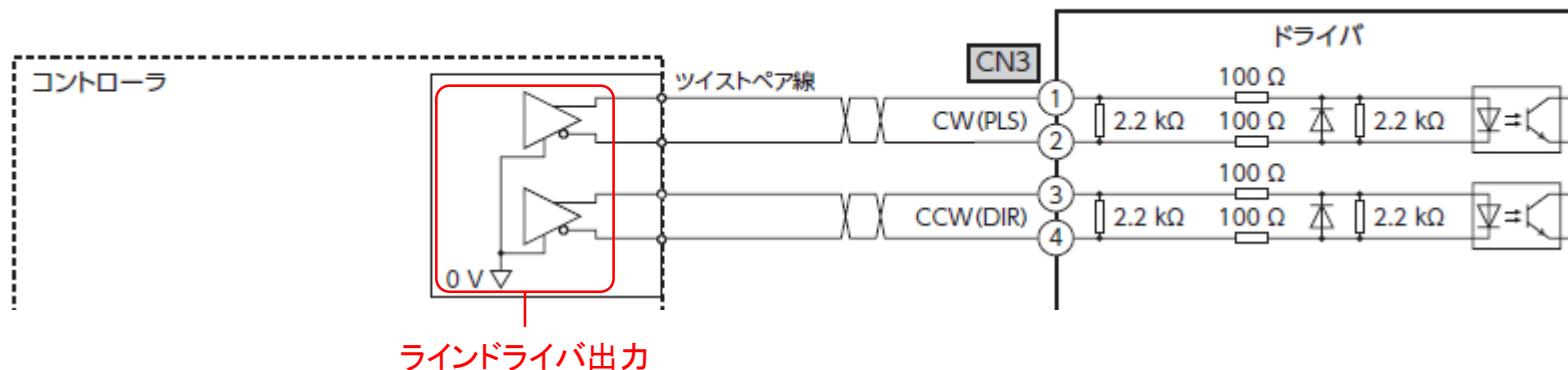 ドライバ
コントローラ
ツイストペア線
CN3
100 Ω
1
CW(PLS)
2.2 kΩ
100 Ω
2.2 kΩ
2
100 Ω
3
CCW(DIR)
2.2 kΩ
100 Ω
2.2 kΩ
4
0 V
ラインドライバ出力